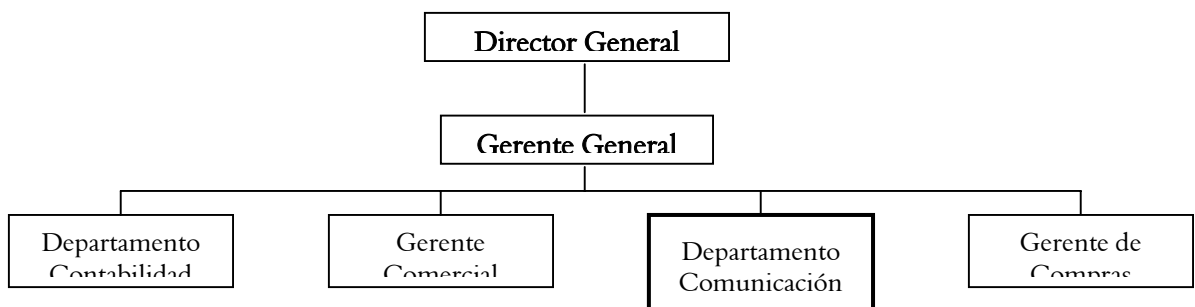 Director General
Gerente General
Departamento
Contabilidad
Gerente
Comercial
Departamento
Comunicación
Gerente de
Compras